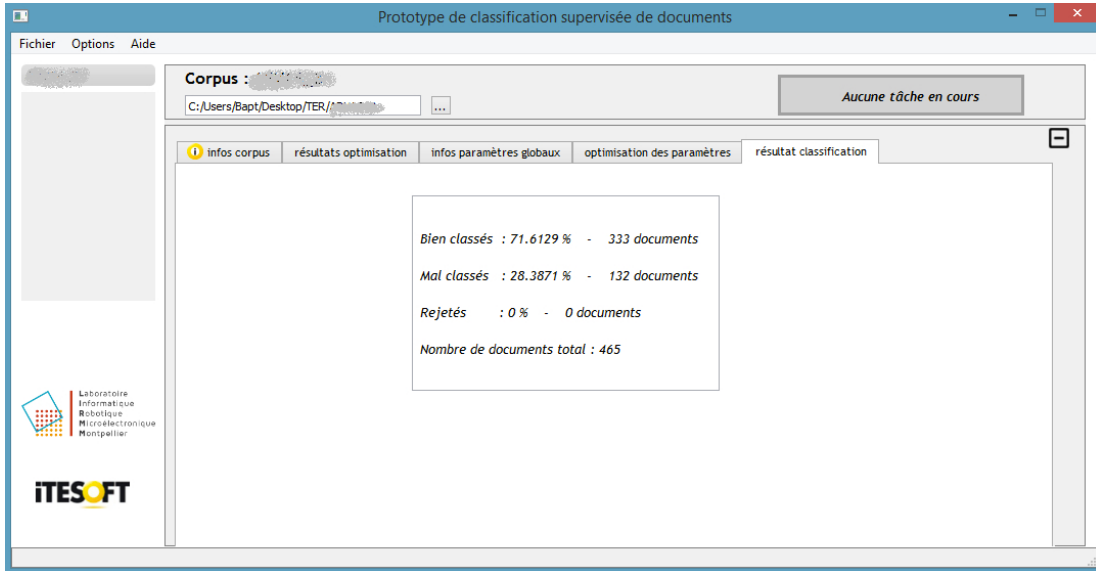 Prototype de classification supervisée de documents
Fichier Options Aide
Corpus :
C:/Users/Bapt/Desktop/TER/
...
Aucune tâche en cours
infos corpus
résultats optimisation
infos paramètres globaux
optimisation des paramètres
résultat classification
Bien classés : 71.6129 % - 333 documents
Mal classés : 28.3871 % - 132 documents
Rejetés : 0 % - 0 documents
Nombre de documents total : 465
Laboratoire
Informatique
Robotique
Microélectronique
Montpellier
iTESOFT